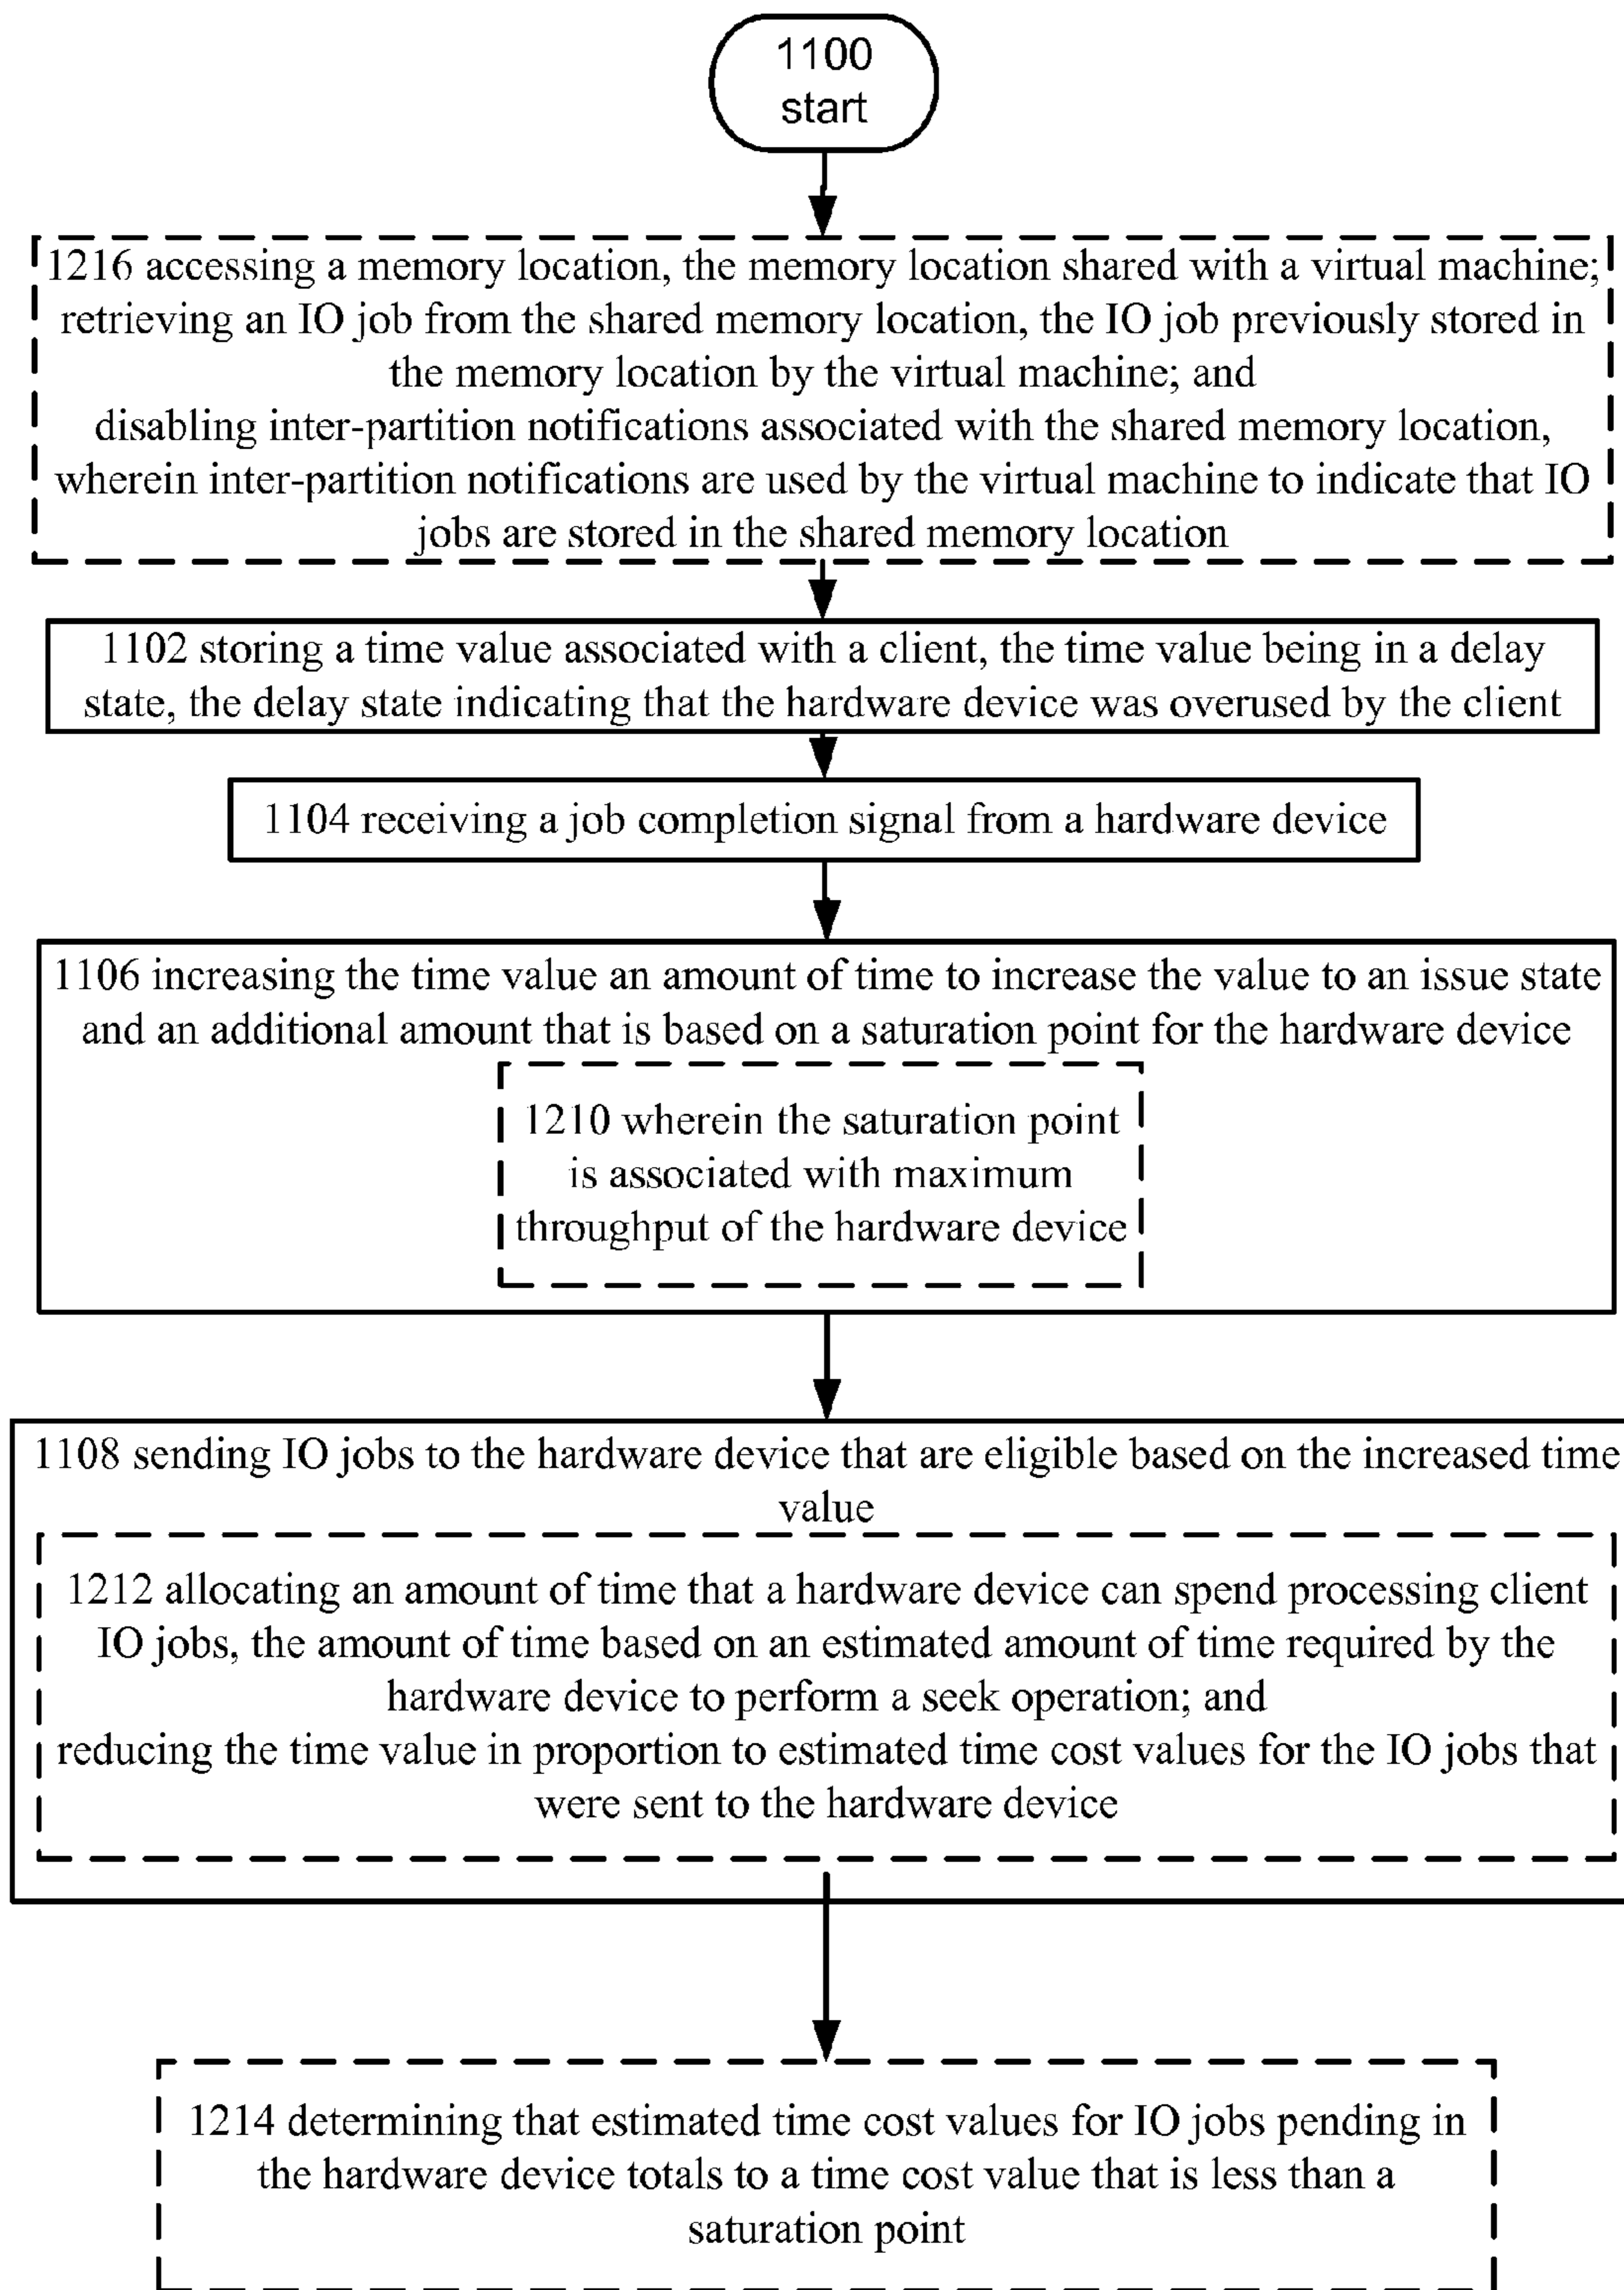 1100
start
1216 accessing a memory location, the memory location shared with a virtual machine;
retrieving an IO job from the shared memory location, the IO job previously stored in
the memory location by the virtual machine; and
disabling inter-partition notifications associated with the shared memory location,
wherein inter-partition notifications are used by the virtual machine to indicate that IO
jobs are stored in the shared memory location
1102 storing a time value associated with a client, the time value being in a delay
state, the delay state indicating that the hardware device was overused by the client
1104 receiving a job completion signal from a hardware device
1106 increasing the time value an amount of time to increase the value to an issue state
and an additional amount that is based on a saturation point for the hardware device
1210 wherein the saturation point
is associated with maximum
throughput of the hardware device
1108 sending IO jobs to the hardware device that are eligible based on the increased time
value
1212 allocating an amount of time that a hardware device can spend processing client
IO jobs, the amount of time based on an estimated amount of time required by the
hardware device to perform a seek operation; and
reducing the time value in proportion to estimated time cost values for the IO jobs that
were sent to the hardware device
1214 determining that estimated time cost values for IO jobs pending in
the hardware device totals to a time cost value that is less than a
saturation point